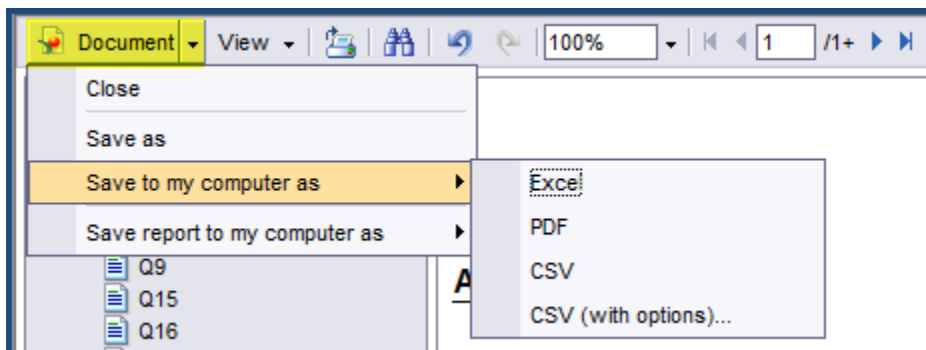 Document View 100% 1 /1+
Close
Save as
Save to my computer as
Excel
PDF
CSV
CSV (with options)...
Save report to my computer as
Q9
Q15
Q16
A